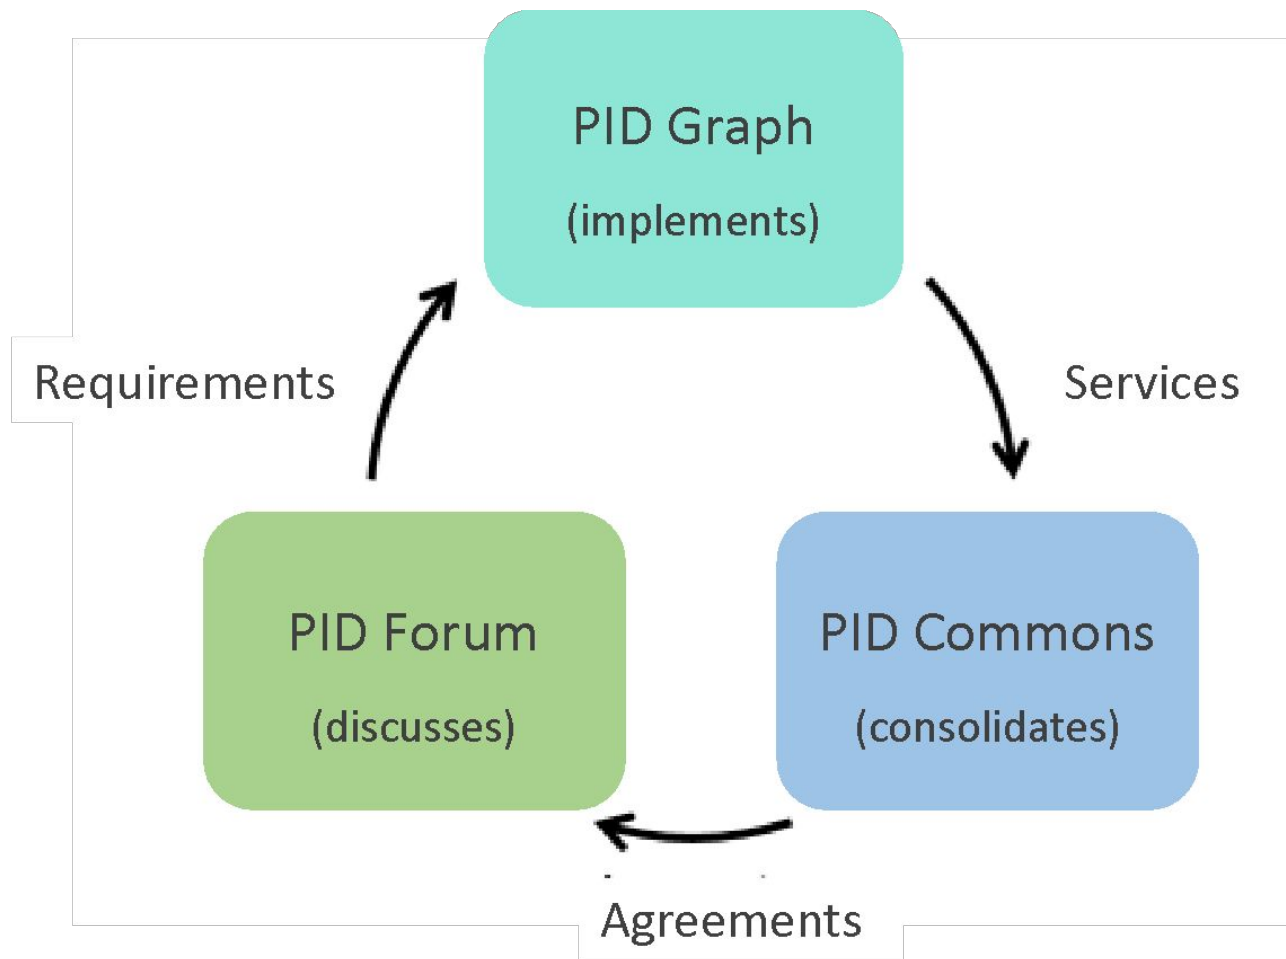 PID Graph
(implements)
Requirements
Services
PID Forum
(discusses)
PID Commons
(consolidates)
Agreements